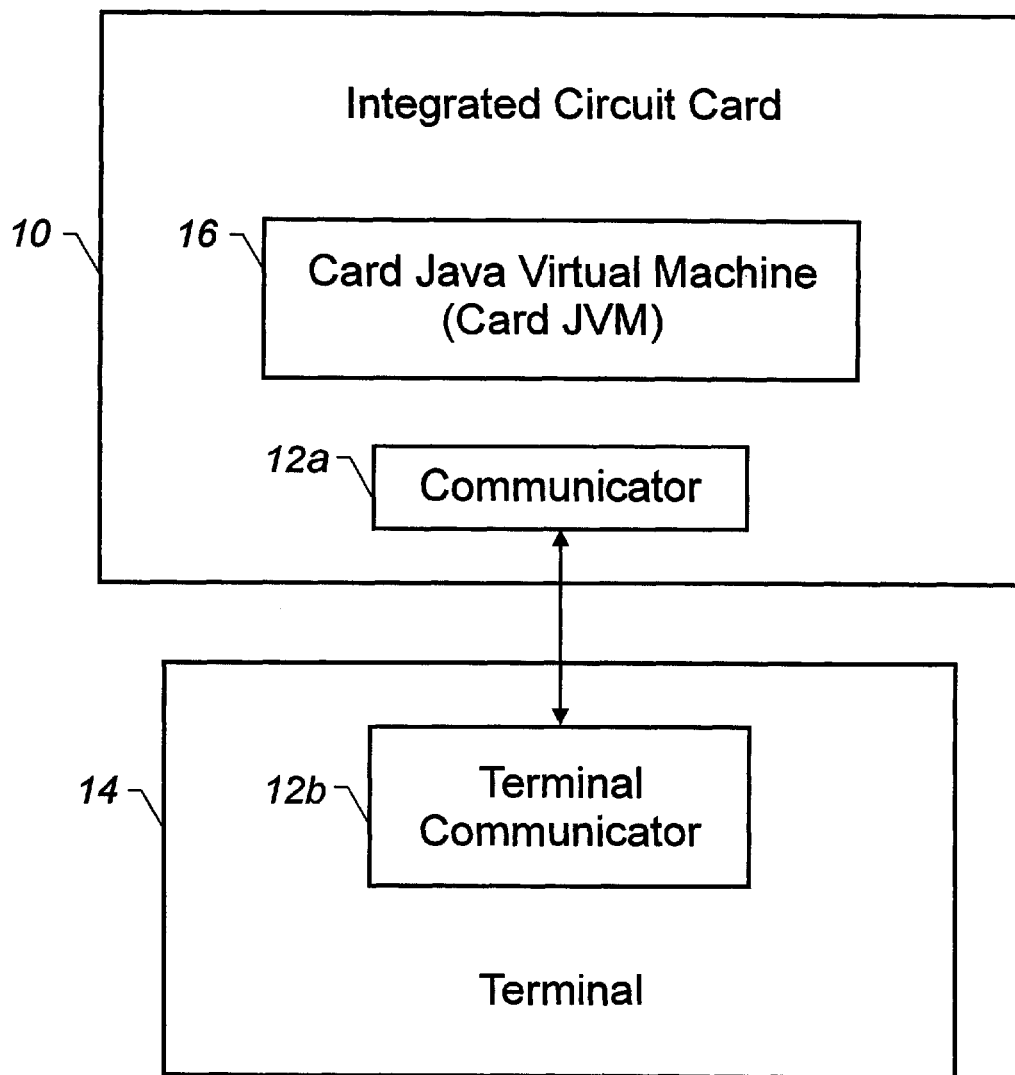 Integrated Circuit Card
10
16
Card Java Virtual Machine
(Card JVM)
12a
Communicator
14
12b
Terminal
Communicator
Terminal